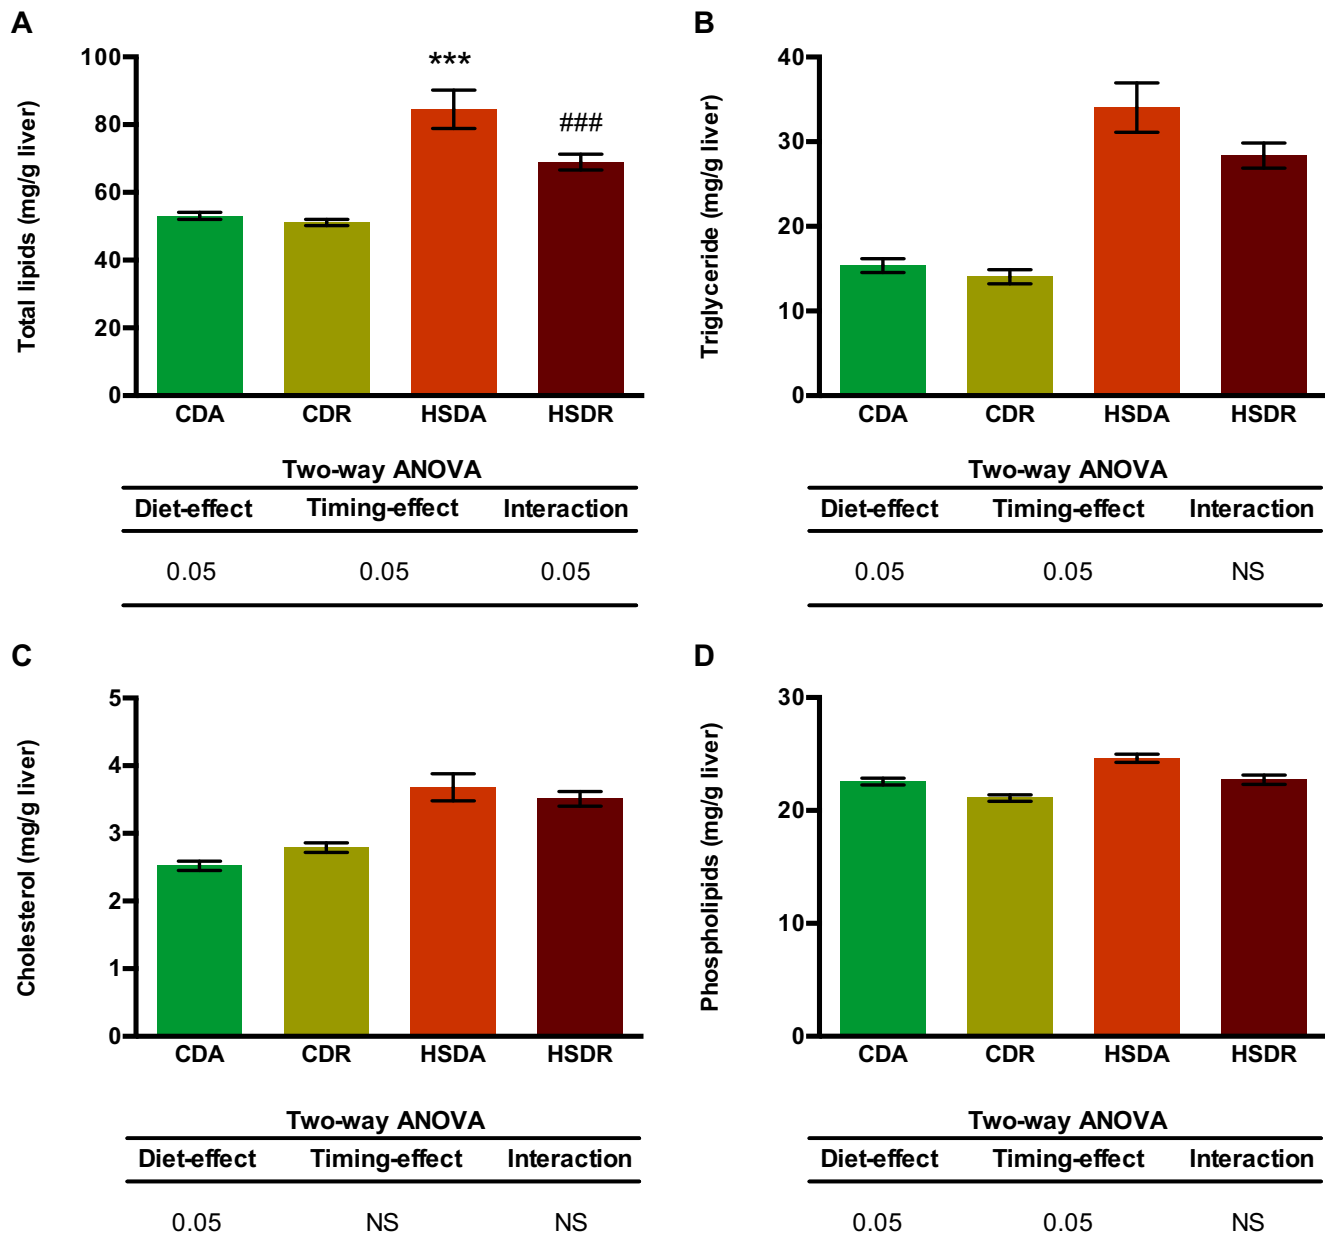 A
Total lipids (mg/g liver)
100
80
60
40
20
0
***
###
CDA CDR HSDA HSDR
Two-way ANOVA
Diet-effect Timing-effect Interaction
0.05 0.05 0.05
B
Triglyceride (mg/g liver)
40
30
20
10
0
CDA CDR HSDA HSDR
Two-way ANOVA
Diet-effect Timing-effect Interaction
0.05 0.05 NS
C
Cholesterol (mg/g liver)
5
4
3
2
1
0
CDA CDR HSDA HSDR
Two-way ANOVA
Diet-effect Timing-effect Interaction
0.05 NS NS
D
Phospholipids (mg/g liver)
30
20
10
0
CDA CDR HSDA HSDR
Two-way ANOVA
Diet-effect Timing-effect Interaction
0.05 0.05 NS